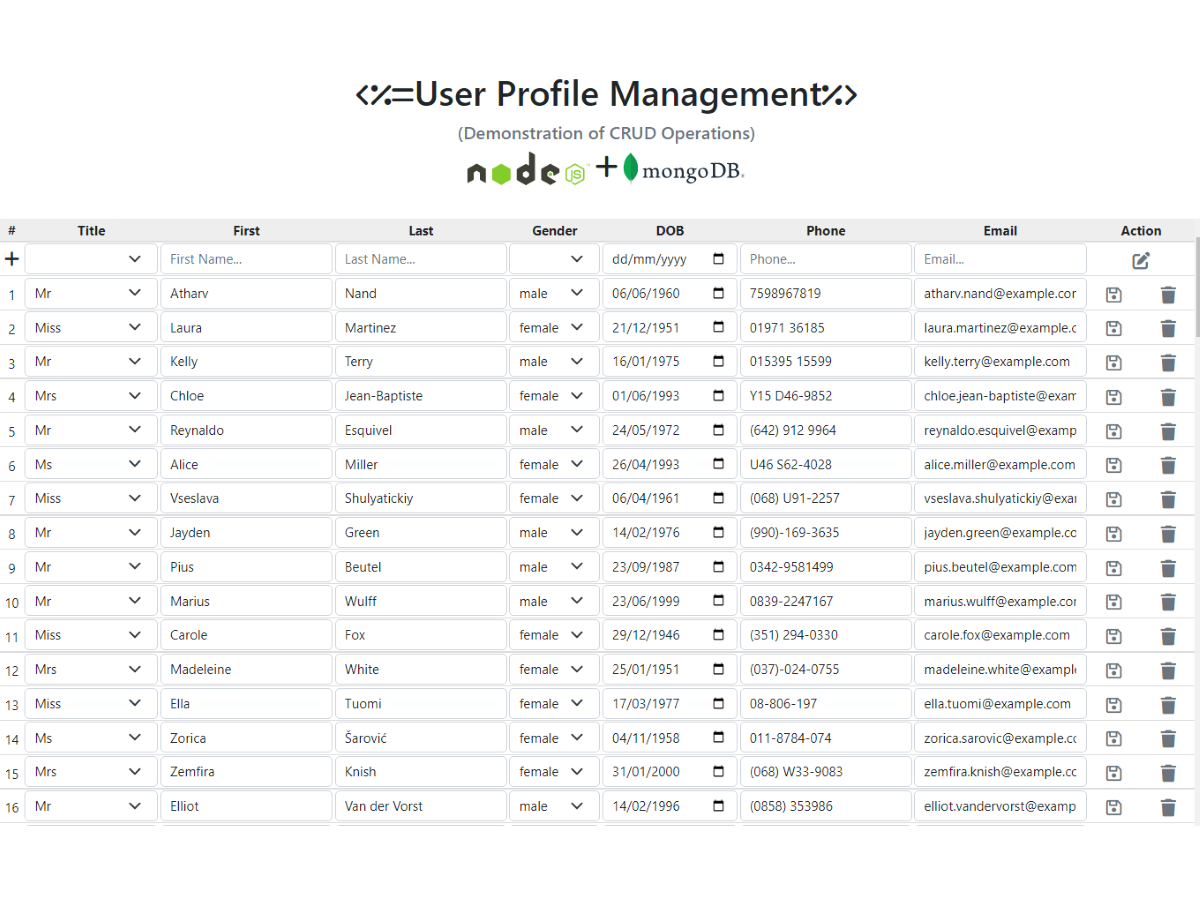 <%=User Profile Management%>
(Demonstration of CRUD Operations)
node JS + mongoDB.
# Title First Last Gender DOB Phone Email Action
+ First Name... Last Name... dd/mm/yyyy Phone... Email...
1 Mr Atharv Nand male 06/06/1960 7598967819 atharv.nand@example.cor
2 Miss Laura Martinez female 21/12/1951 01971 36185 laura.martinez@example.c
3 Mr Kelly Terry male 16/01/1975 015395 15599 kelly.terry@example.com
4 Mrs Chloe Jean-Baptiste female 01/06/1993 Y15 D46-9852 chloe.jean-baptiste@exam
5 Mr Reynaldo Esquivel male 24/05/1972 (642) 912 9964 reynaldo.esquivel@examp
6 Ms Alice Miller female 26/04/1993 U46 S62-4028 alice.miller@example.com
7 Miss Vseslava Shulyatickiy female 06/04/1961 (068) U91-2257 vseslava.shulyatickiy@exai
8 Mr Jayden Green male 14/02/1976 (990)-169-3635 jayden.green@example.co
9 Mr Pius Beutel male 23/09/1987 0342-9581499 pius.beutel@example.com
10 Mr Marius Wulff male 23/06/1999 0839-2247167 marius.wulff@example.cor
11 Miss Carole Fox female 29/12/1946 (351) 294-0330 carole.fox@example.com
12 Mrs Madeleine White female 25/01/1951 (037)-024-0755 madeleine.white@example
13 Miss Ella Tuomi female 17/03/1977 08-806-197 ella.tuomi@example.com
14 Ms Zorica Šarović female 04/11/1958 011-8784-074 zorica.sarovic@example.cc
15 Mrs Zemfira Knish female 31/01/2000 (068) W33-9083 zemfira.knish@example.cc
16 Mr Elliot Van der Vorst male 14/02/1996 (0858) 353986 elliot.vandervorst@examp